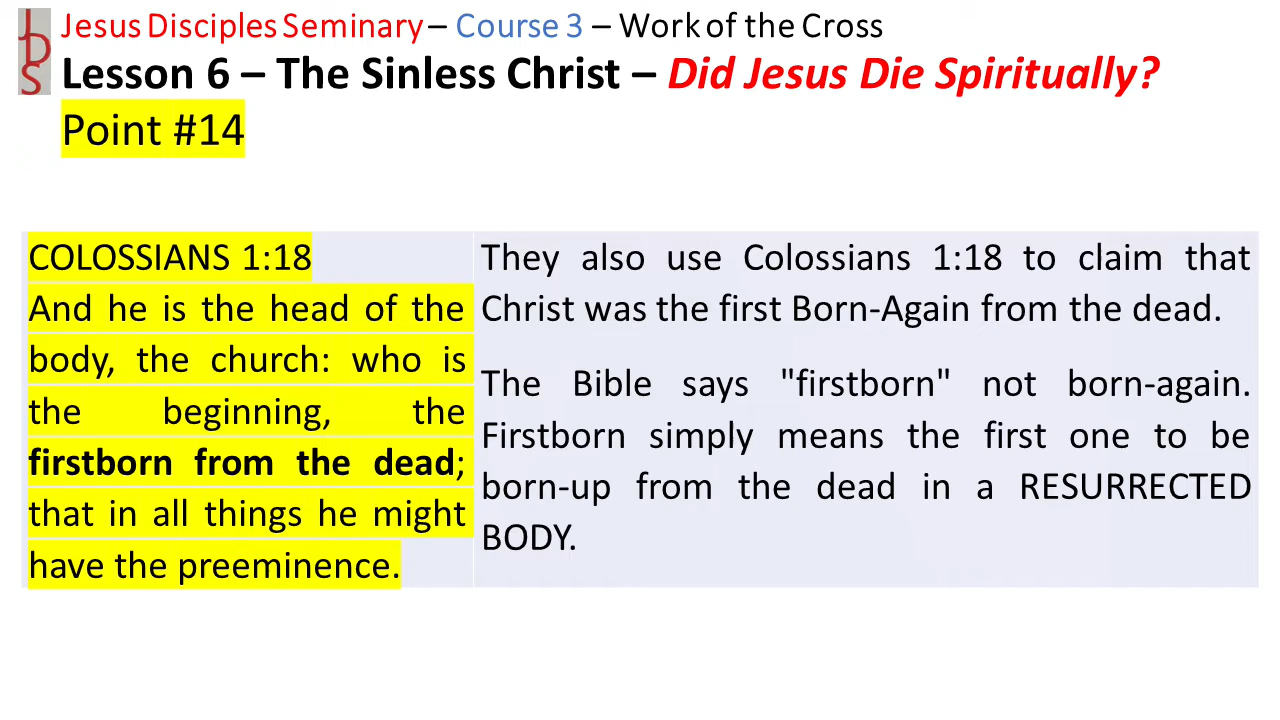 JDS
Jesus Disciples Seminary – Course 3 – Work of the Cross
Lesson 6 – The Sinless Christ – Did Jesus Die Spiritually?
Point #14
COLOSSIANS 1:18
And he is the head of the
body, the church: who is
the beginning, the
firstborn from the dead;
that in all things he might
have the preeminence.
They also use Colossians 1:18 to claim that
Christ was the first Born-Again from the dead.
The Bible says "firstborn" not born-again.
Firstborn simply means the first one to be
born-up from the dead in a RESURRECTED
BODY.